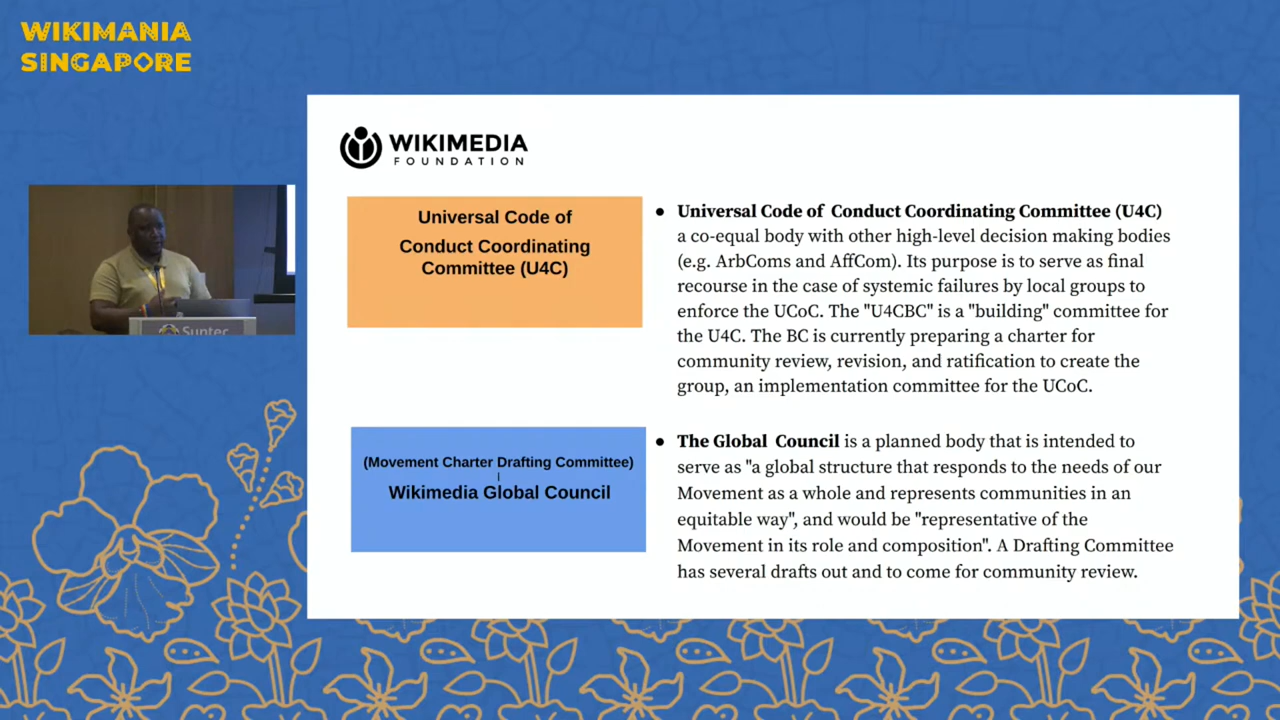 WIKIMANIA
SINGAPORE
WIKIMEDIA
FOUNDATION
Universal Code of
Conduct Coordinating
Committee (U4C)
● Universal Code of Conduct Coordinating Committee (U4C)
a co-equal body with other high-level decision making bodies
(e.g. ArbComs and AffCom). Its purpose is to serve as final
recourse in the case of systemic failures by local groups to
enforce the UCoC. The "U4CBC" is a "building" committee for
the U4C. The BC is currently preparing a charter for
community review, revision, and ratification to create the
group, an implementation committee for the UCoC.
(Movement Charter Drafting Committee)
|
Wikimedia Global Council
● The Global Council is a planned body that is intended to
serve as "a global structure that responds to the needs of our
Movement as a whole and represents communities in an
equitable way", and would be "representative of the
Movement in its role and composition". A Drafting Committee
has several drafts out and to come for community review.
Suntec